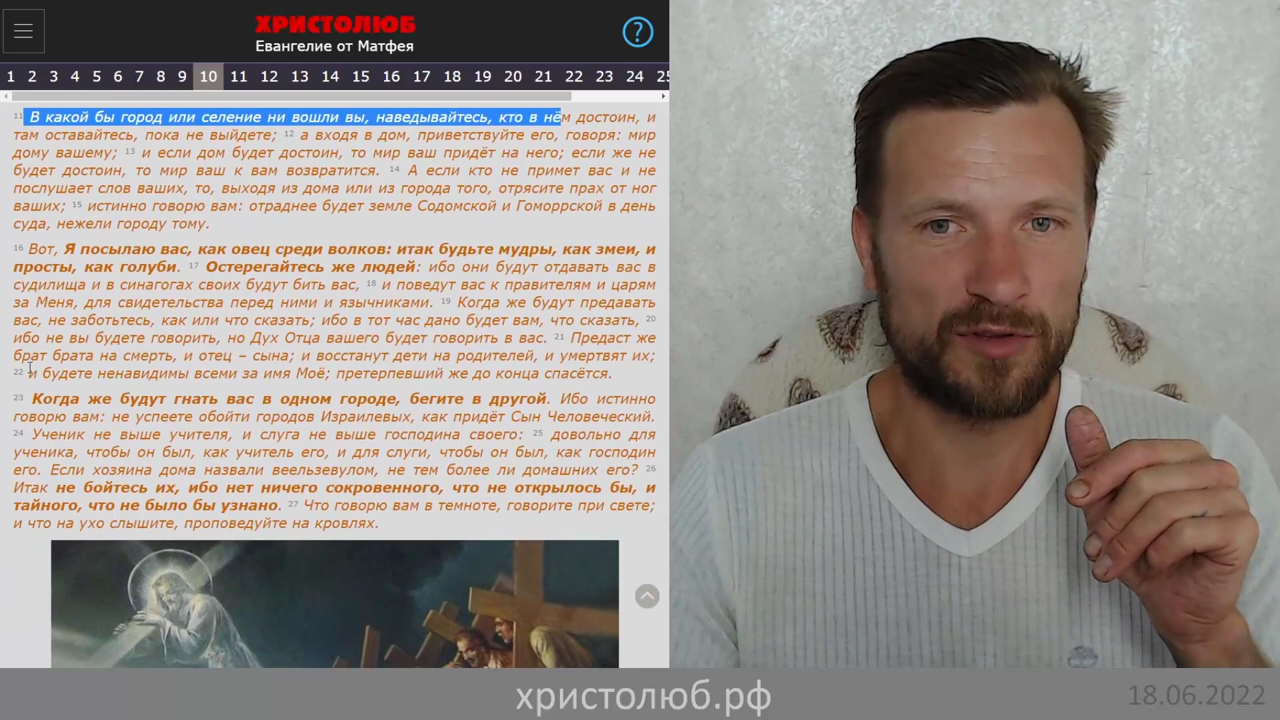 ХРИСТОЛЮБ
Евангелие от Матфея
1 2 3 4 5 6 7 8 9 10 11 12 13 14 15 16 17 18 19 20 21 22 23 24 25
11 В какой бы город или селение ни вошли вы, наведывайтесь, кто в нём достоин, и
там оставайтесь, пока не выйдете; 12 а входя в дом, приветствуйте его, говоря: мир
дому вашему; 13 и если дом будет достоин, то мир ваш придёт на него; если же не
будет достоин, то мир ваш к вам возвратится. 14 А если кто не примет вас и не
послушает слов ваших, то, выходя из дома или из города того, отрясите прах от ног
ваших; 15 истинно говорю вам: отраднее будет земле Содомской и Гоморрской в день
суда, нежели городу тому.
16 Вот, Я посылаю вас, как овец среди волков: итак будьте мудры, как змеи, и
просты, как голуби. 17 Остерегайтесь же людей: ибо они будут отдавать вас в
судилища и в синагогах своих будут бить вас, 18 и поведут вас к правителям и царям
за Меня, для свидетельства перед ними и язычниками. 19 Когда же будут предавать
вас, не заботьтесь, как или что сказать; ибо в тот час дано будет вам, что сказать, 20
ибо не вы будете говорить, но Дух Отца вашего будет говорить в вас. 21 Предаст же
брат брата на смерть, и отец – сына; и восстанут дети на родителей, и умертвят их;
22 и будете ненавидимы всеми за имя Моё; претерпевший же до конца спасётся.
23 Когда же будут гнать вас в одном городе, бегите в другой. Ибо истинно
говорю вам: не успеете обойти городов Израилевых, как придёт Сын Человеческий.
24 Ученик не выше учителя, и слуга не выше господина своего: 25 довольно для
ученика, чтобы он был, как учитель его, и для слуги, чтобы он был, как господин
его. Если хозяина дома назвали веельзевулом, не тем более ли домашних его? 26
Итак не бойтесь их, ибо нет ничего сокровенного, что не открылось бы, и
тайного, что не было бы узнано. 27 Что говорю вам в темноте, говорите при свете;
и что на ухо слышите, проповедуйте на кровлях.
христолюб.рф
18.06.2022